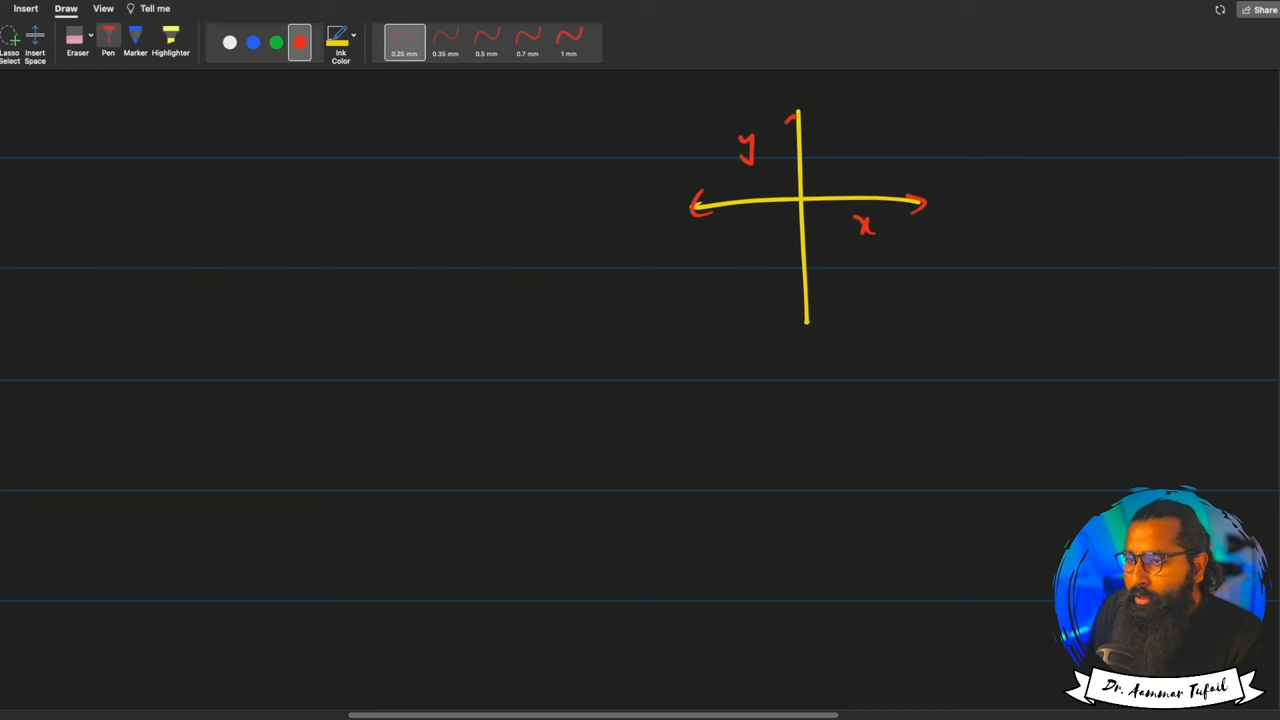 Insert Draw View Tell me Share
Lasso Select Insert Space Eraser Pen Marker Highlighter Ink Color 0.25 mm 0.35 mm 0.5 mm 0.7 mm 1 mm
y
x
Dr. Aammar Tufail